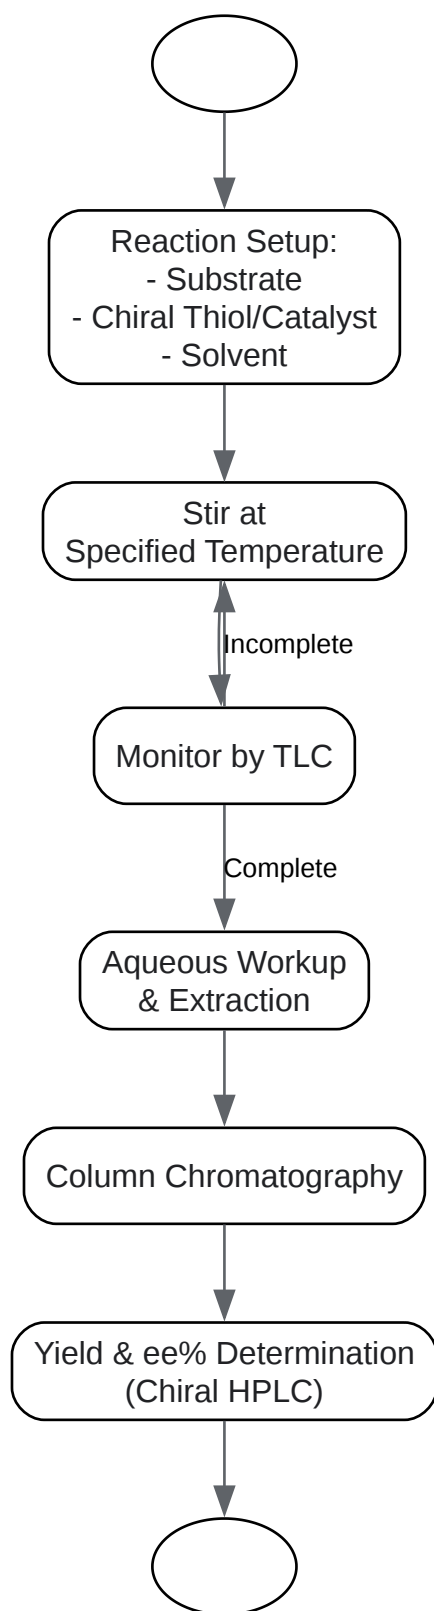 Reaction Setup:
- Substrate
- Chiral Thiol/Catalyst
- Solvent
Stir at
Specified Temperature
Incomplete
Monitor by TLC
Complete
Aqueous Workup
& Extraction
Column Chromatography
Yield & ee% Determination
(Chiral HPLC)